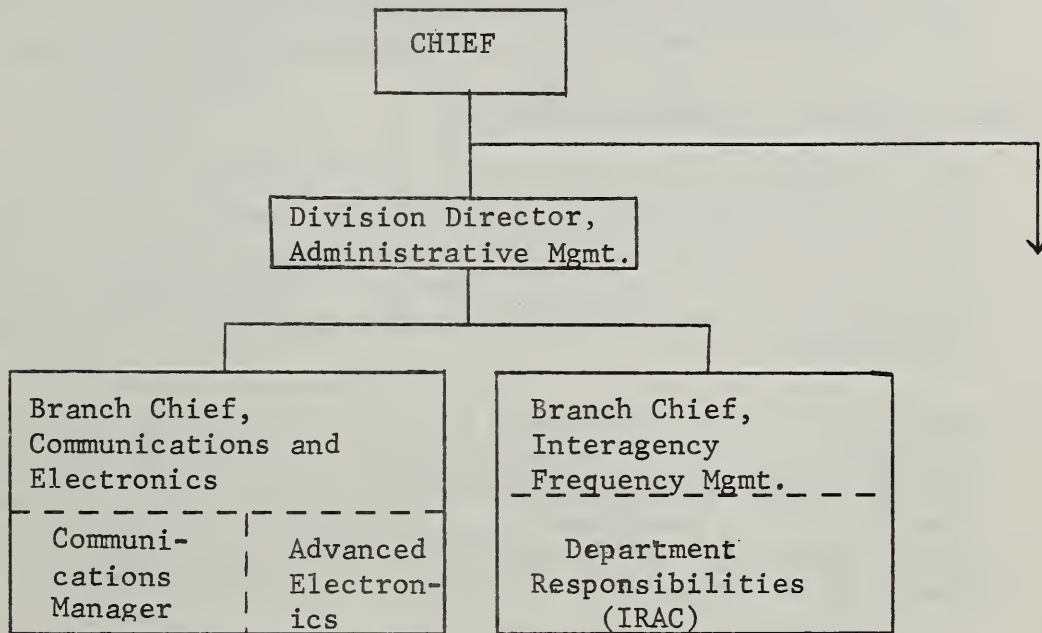 CHIEF
Division Director,
Administrative Mgmt.
Branch Chief,
Communications and
Electronics
Communi-
cations
Manager
Advanced
Electron-
ics
Branch Chief,
Interagency
Frequency Mgmt.
Department
Responsibilities
(IRAC)